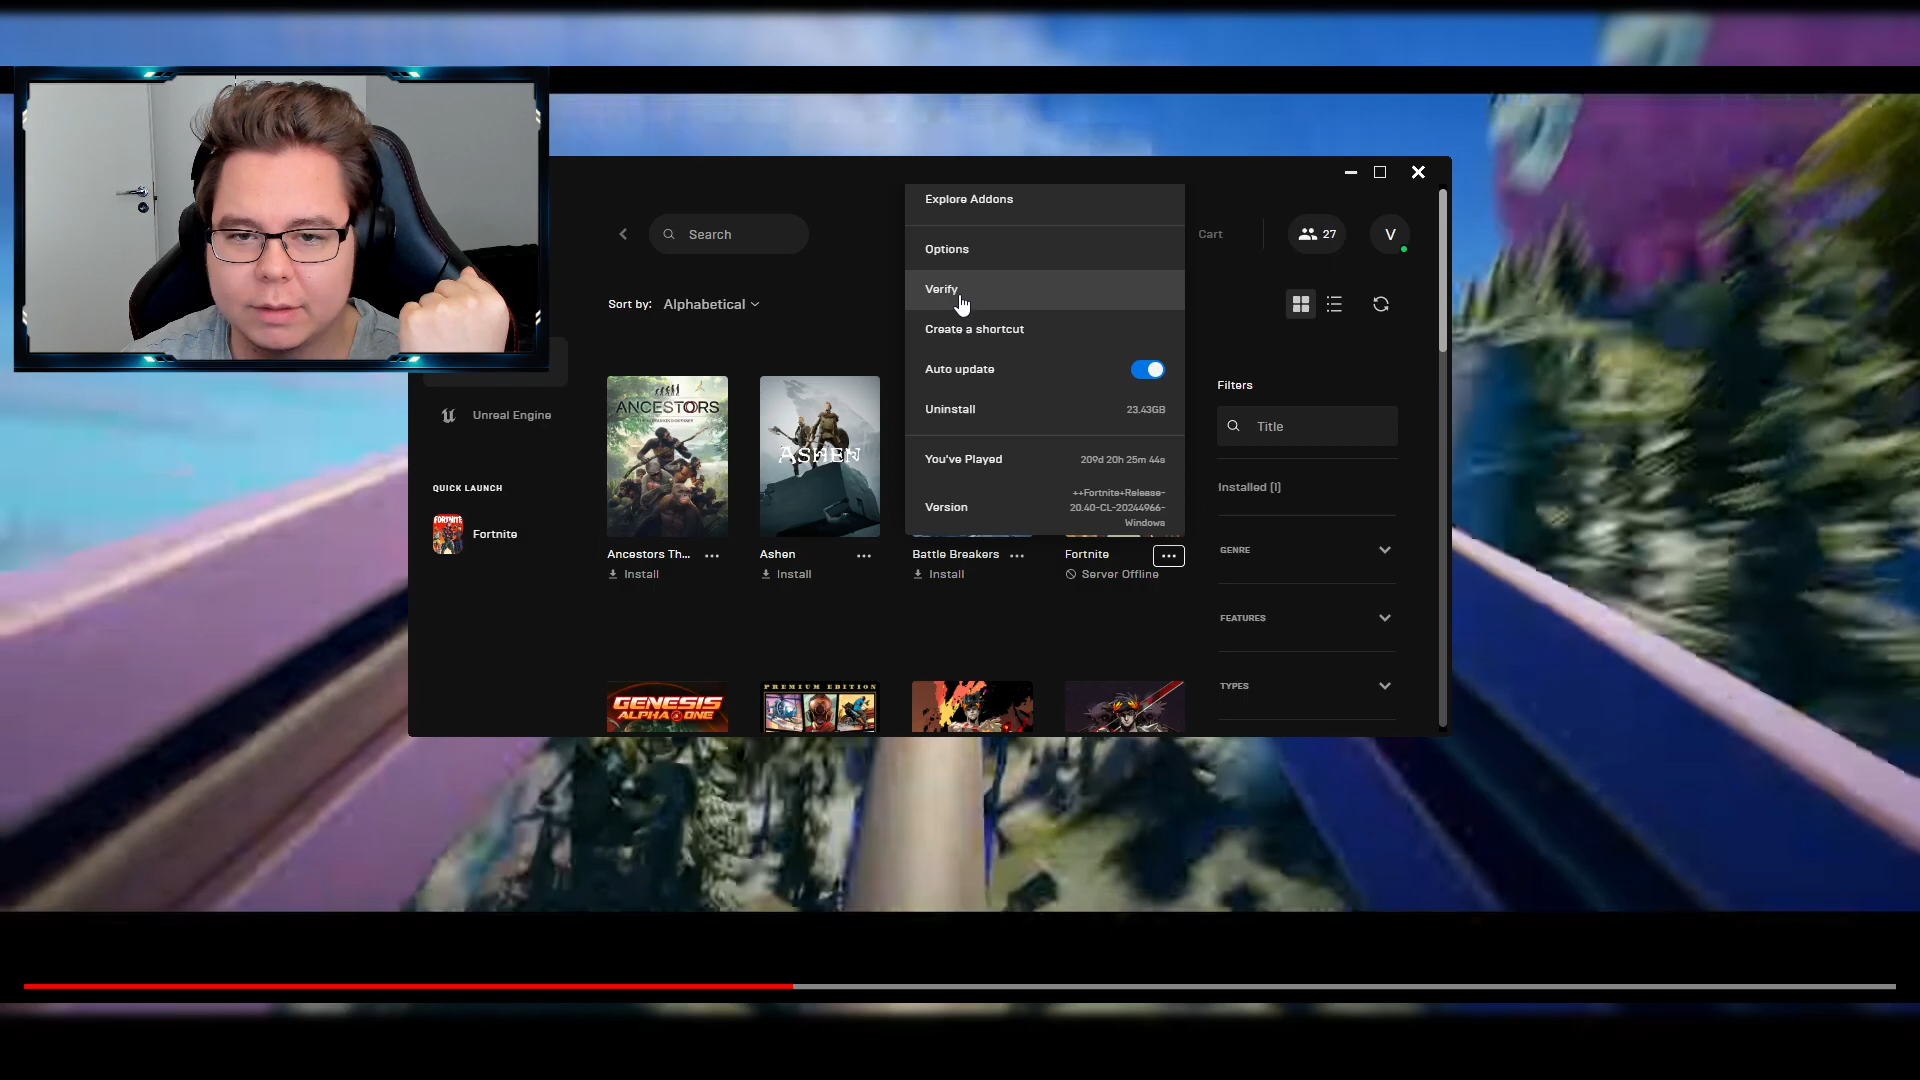 Explore Addons
Search
Cart
27
V
Options
Verify
Sort by: Alphabetical
Create a shortcut
Auto update
Uninstall 23.43GB
Filters
Title
Unreal Engine
ANCESTORS
ASHEN
You've Played 209d 20h 25m 44s
Installed (1)
QUICK LAUNCH
Version
++Fortnite+Release-
20.40-CL-20244966-
Windows
FORTNITE
Fortnite
Ancestors Th... •••
Ashen •••
Battle Breakers •••
Fortnite •••
Install
Install
Install
Server Offline
GENRE
FEATURES
TYPES
GENESIS
ALPHA ONE
PREMIUM EDITION